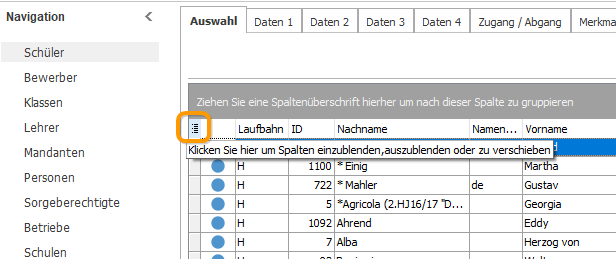 Navigation
Schüler
Bewerber
Klassen
Lehrer
Mandanten
Personen
Sorgeberechtigte
Betriebe
Schulen
Auswahl Daten 1 Daten 2 Daten 3 Daten 4 Zugang / Abgang Merkma
Ziehen Sie eine Spaltenüberschrift hierher um nach dieser Spalte zu gruppieren
Laufbahn ID Nachname Namen... Vorname
Klicken Sie hier um Spalten einzublenden,auszublenden oder zu verschieben
H 1100 * Einig Martha
H 722 * Mahler de Gustav
H 5 *Agricola (2.HJ16/17 "D... Georgia
H 1092 Ahrend Eddy
H 7 Alba Herzog von